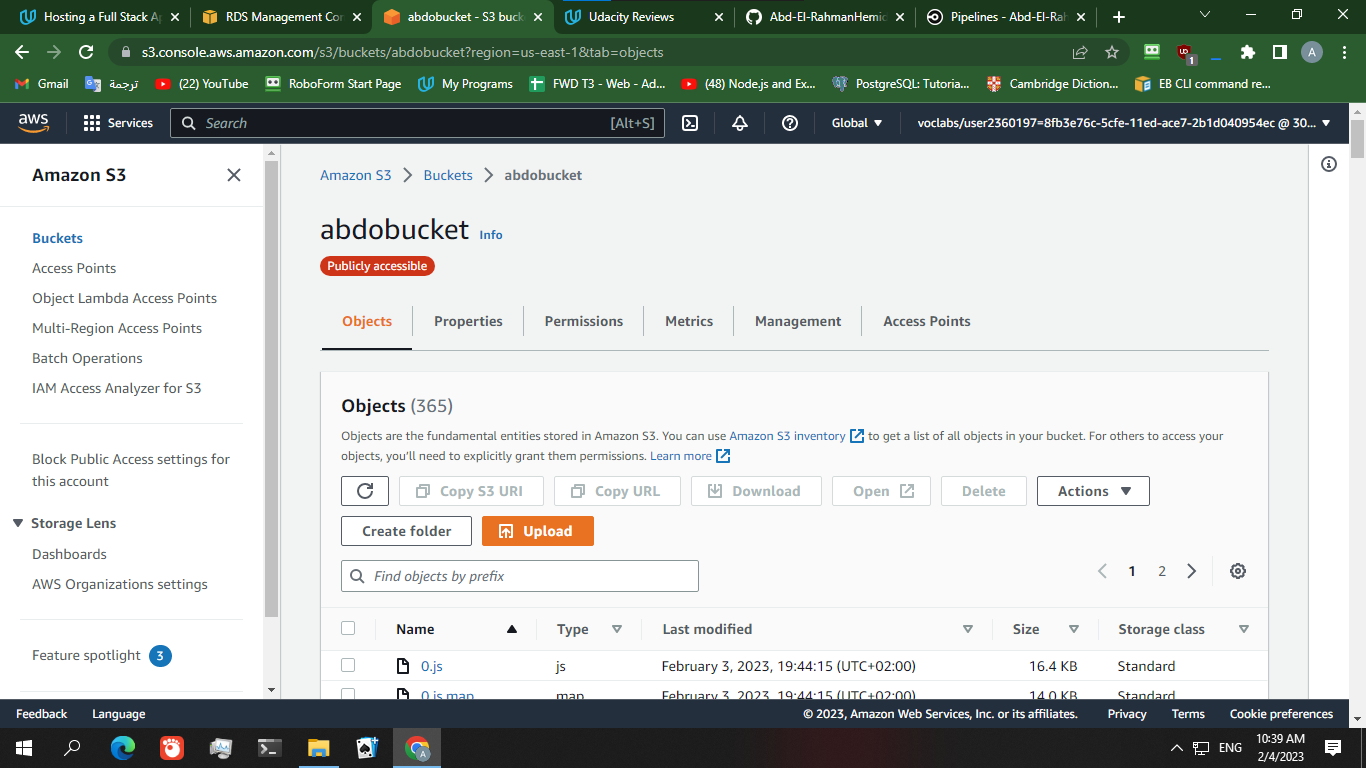 Hosting a Full Stack Ap
RDS Management Con
abdobucket - S3 buck
Udacity Reviews
Abd-El-RahmanHemid
Pipelines - Abd-El-Rah
s3.console.aws.amazon.com/s3/buckets/abdobucket?region=us-east-1&tab=objects
UD
1
A
Gmail
ترجمة
(22) YouTube
RoboForm Start Page
My Programs
FWD T3 - Web - Ad...
(48) Node.js and Ex...
PostgreSQL: Tutoria...
Cambridge Diction...
EB CLI command re...
aws
Services
Search
[Alt+S]
Global
voclabs/user2360197=8fb3e76c-5cfe-11ed-ace7-2b1d040954ec @ 30...
Amazon S3
Buckets
Access Points
Object Lambda Access Points
Multi-Region Access Points
Batch Operations
IAM Access Analyzer for S3
Block Public Access settings for
this account
Storage Lens
Dashboards
AWS Organizations settings
Feature spotlight 3
Amazon S3 > Buckets > abdobucket
abdobucket Info
Publicly accessible
Objects
Properties
Permissions
Metrics
Management
Access Points
Objects (365)
Objects are the fundamental entities stored in Amazon S3. You can use Amazon S3 inventory to get a list of all objects in your bucket. For others to access your
objects, you'll need to explicitly grant them permissions. Learn more
Copy S3 URI
Copy URL
Download
Open
Delete
Actions
Create folder
Upload
Find objects by prefix
1 2
Name Type Last modified Size Storage class
0.js js February 3, 2023, 19:44:15 (UTC+02:00) 16.4 KB Standard
0.js.map map February 3, 2023, 19:44:15 (UTC+02:00) 14.0 KB Standard
Feedback
Language
© 2023, Amazon Web Services, Inc. or its affiliates.
Privacy
Terms
Cookie preferences
A
ENG
10:39 AM
2/4/2023